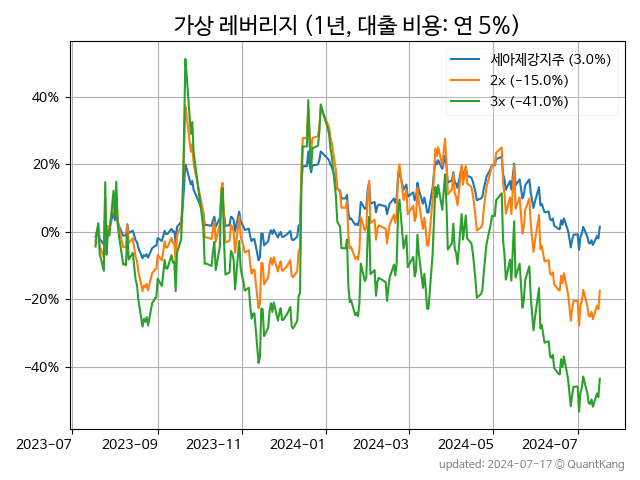 가상 레버리지 (1년, 대출 비용: 연 5%)
세아제강지주 (3.0%)
2x (−15.0%)
3x (−41.0%)
40%
20%
0%
−20%
−40%
2023-07 2023-09 2023-11 2024-01 2024-03 2024-05 2024-07
updated: 2024-07-17 © QuantKang